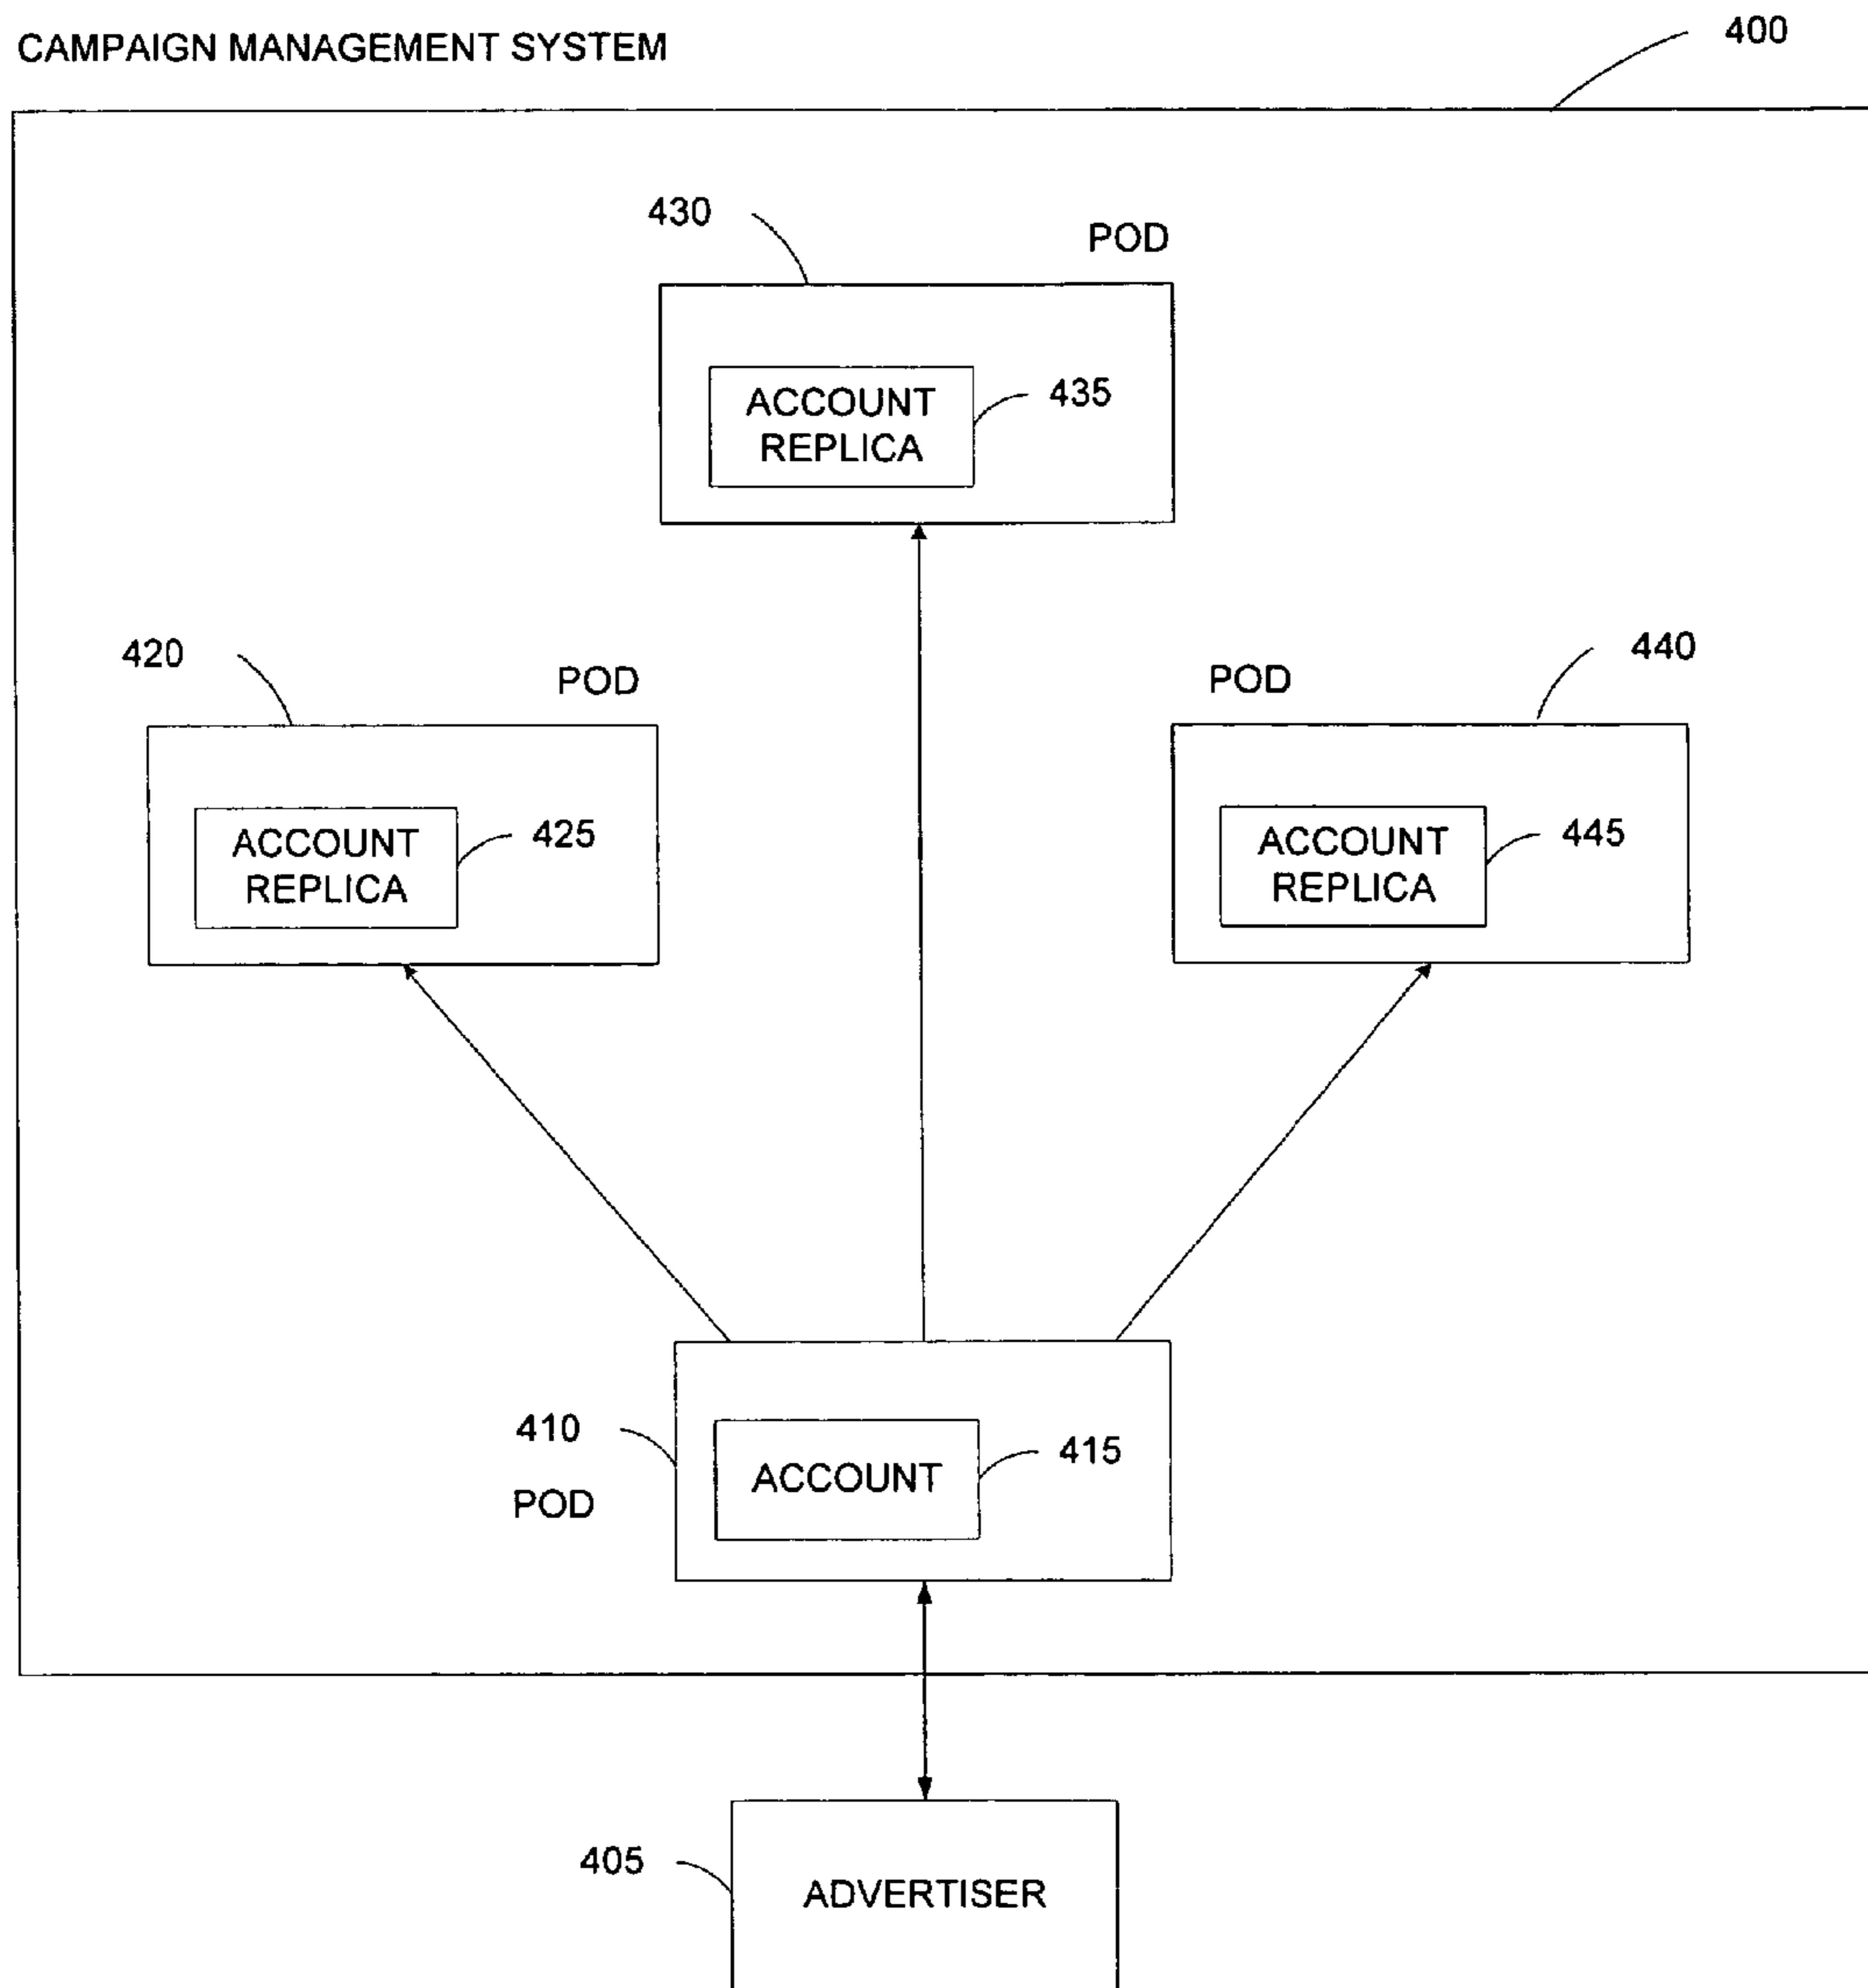 400
CAMPAIGN MANAGEMENT SYSTEM
430
POD
ACCOUNT
REPLICA
435
420
POD
POD
440
ACCOUNT
REPLICA
425
ACCOUNT
REPLICA
445
410
POD
ACCOUNT
415
405
ADVERTISER